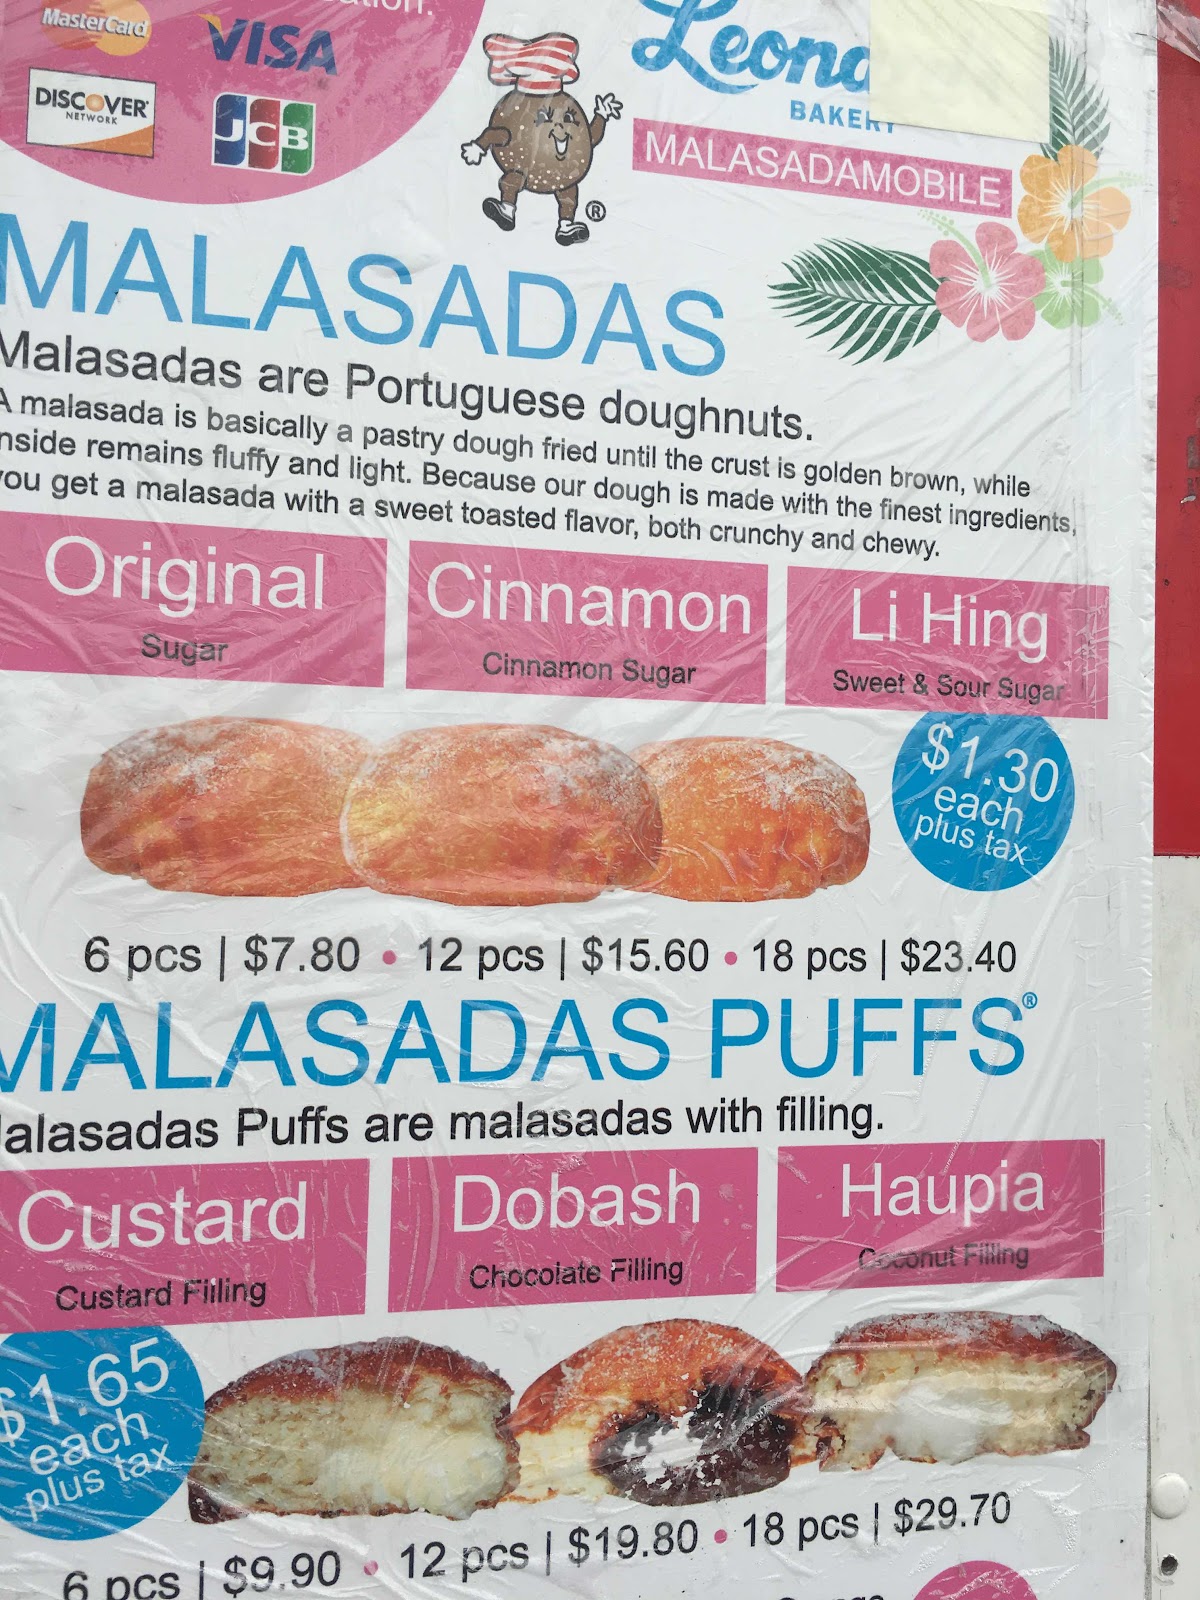 MasterCard
VISA
DISCOVER
NETWORK
JCB
BAKERY
MALASADAMOBILE
®
MALASADAS
Malasadas are Portuguese doughnuts.
A malasada is basically a pastry dough fried until the crust is golden brown, while
nside remains fluffy and light. Because our dough is made with the finest ingredients,
you get a malasada with a sweet toasted flavor, both crunchy and chewy.
Original
Sugar
Cinnamon
Cinnamon Sugar
Li Hing
Sweet & Sour Sugar
$1.30
each
plus tax
6 pcs | $7.80 • 12 pcs | $15.60 • 18 pcs | $23.40
MALASADAS PUFFS®
alasadas Puffs are malasadas with filling.
Custard
Custard Filling
Dobash
Chocolate Filling
Haupia
Coconut Filling
$1.65
each
plus tax
6 pcs | $9.90 • 12 pcs | $19.80 • 18 pcs | $29.70